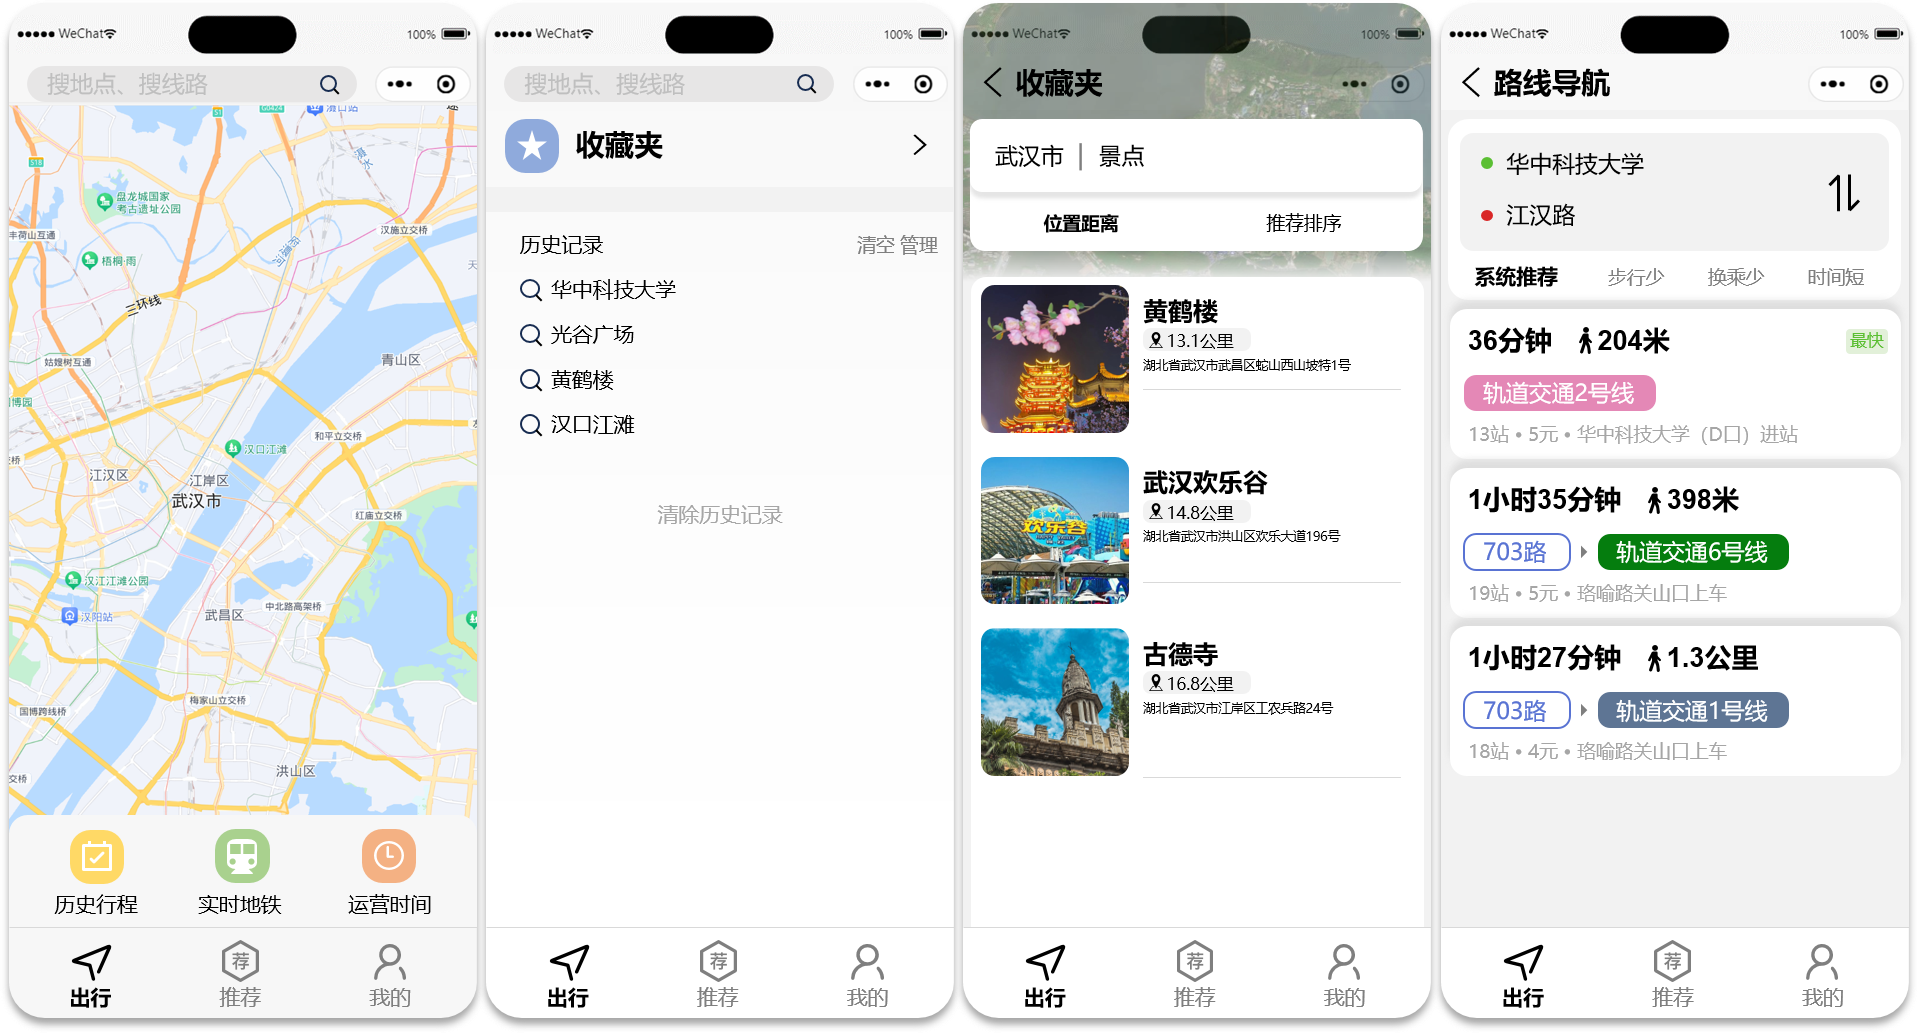 ●●●●● WeChat 100%
搜地点、搜线路
滠口站
S1
G0424
S18
盘龙城国家
考古遗址公园
丰荷山互通
汉施立交桥
梧桐·雨
三环线
姑嫂树互通
青山区
博园
和平立交桥
汉口江滩
江汉区
江岸区
武汉市
红庙立交桥
汉江江滩公园
中北路高架桥
汉阳站
武昌区
梅家山立交桥
国博跨线桥
洪山区
历史行程
实时地铁
运营时间
出行
荐
推荐
我的
●●●●● WeChat 100%
搜地点、搜线路
收藏夹
历史记录 清空 管理
华中科技大学
光谷广场
黄鹤楼
汉口江滩
清除历史记录
出行
荐
推荐
我的
●●●●● WeChat 100%
收藏夹
武汉市 | 景点
位置距离 推荐排序
黄鹤楼
13.1公里
湖北省武汉市武昌区蛇山西山坡特1号
武汉欢乐谷
14.8公里
湖北省武汉市洪山区欢乐大道196号
欢乐谷
古德寺
16.8公里
湖北省武汉市江岸区工农兵路24号
出行
荐
推荐
我的
●●●●● WeChat 100%
路线导航
华中科技大学
江汉路
系统推荐 步行少 换乘少 时间短
36分钟 204米 最快
轨道交通2号线
13站 • 5元 • 华中科技大学（D口）进站
1小时35分钟 398米
703路 轨道交通6号线
19站 • 5元 • 珞喻路关山口上车
1小时27分钟 1.3公里
703路 轨道交通1号线
18站 • 4元 • 珞喻路关山口上车
出行
荐
推荐
我的